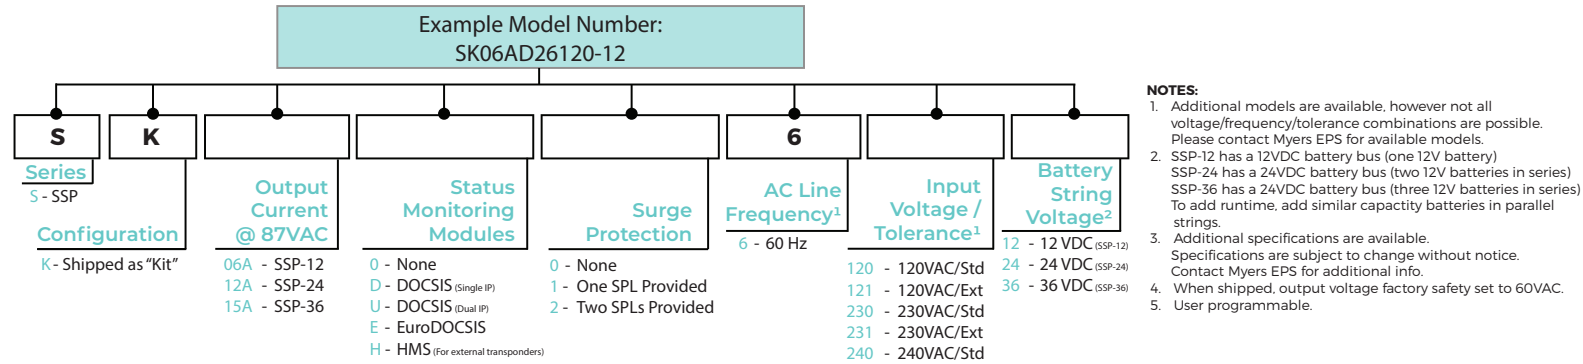 Example Model Number:
SK06AD26120-12
S
K
6
Series
S - SSP
Configuration
K - Shipped as "Kit"
Output
Current
@ 87VAC
06A - SSP-12
12A - SSP-24
15A - SSP-36
Status
Monitoring
Modules
0 - None
D - DOCSIS (Single IP)
U - DOCSIS (Dual IP)
E - EuroDOCSIS
H - HMS (For external transponders)
Surge
Protection
0 - None
1 - One SPL Provided
2 - Two SPLs Provided
AC Line
Frequency¹
6 - 60 Hz
Input
Voltage /
Tolerance¹
120 - 120VAC/Std
121 - 120VAC/Ext
230 - 230VAC/Std
231 - 230VAC/Ext
240 - 240VAC/Std
Battery
String
Voltage²
12 - 12 VDC (SSP-12)
24 - 24 VDC (SSP-24)
36 - 36 VDC (SSP-36)
NOTES:
1. Additional models are available, however not all
voltage/frequency/tolerance combinations are possible.
Please contact Myers EPS for available models.
2. SSP-12 has a 12VDC battery bus (one 12V battery)
SSP-24 has a 24VDC battery bus (two 12V batteries in series)
SSP-36 has a 24VDC battery bus (three 12V batteries in series)
To add runtime, add similar capactity batteries in parallel
strings.
3. Additional specifications are available.
Specifications are subject to change without notice.
Contact Myers EPS for additional info.
4. When shipped, output voltage factory safety set to 60VAC.
5. User programmable.